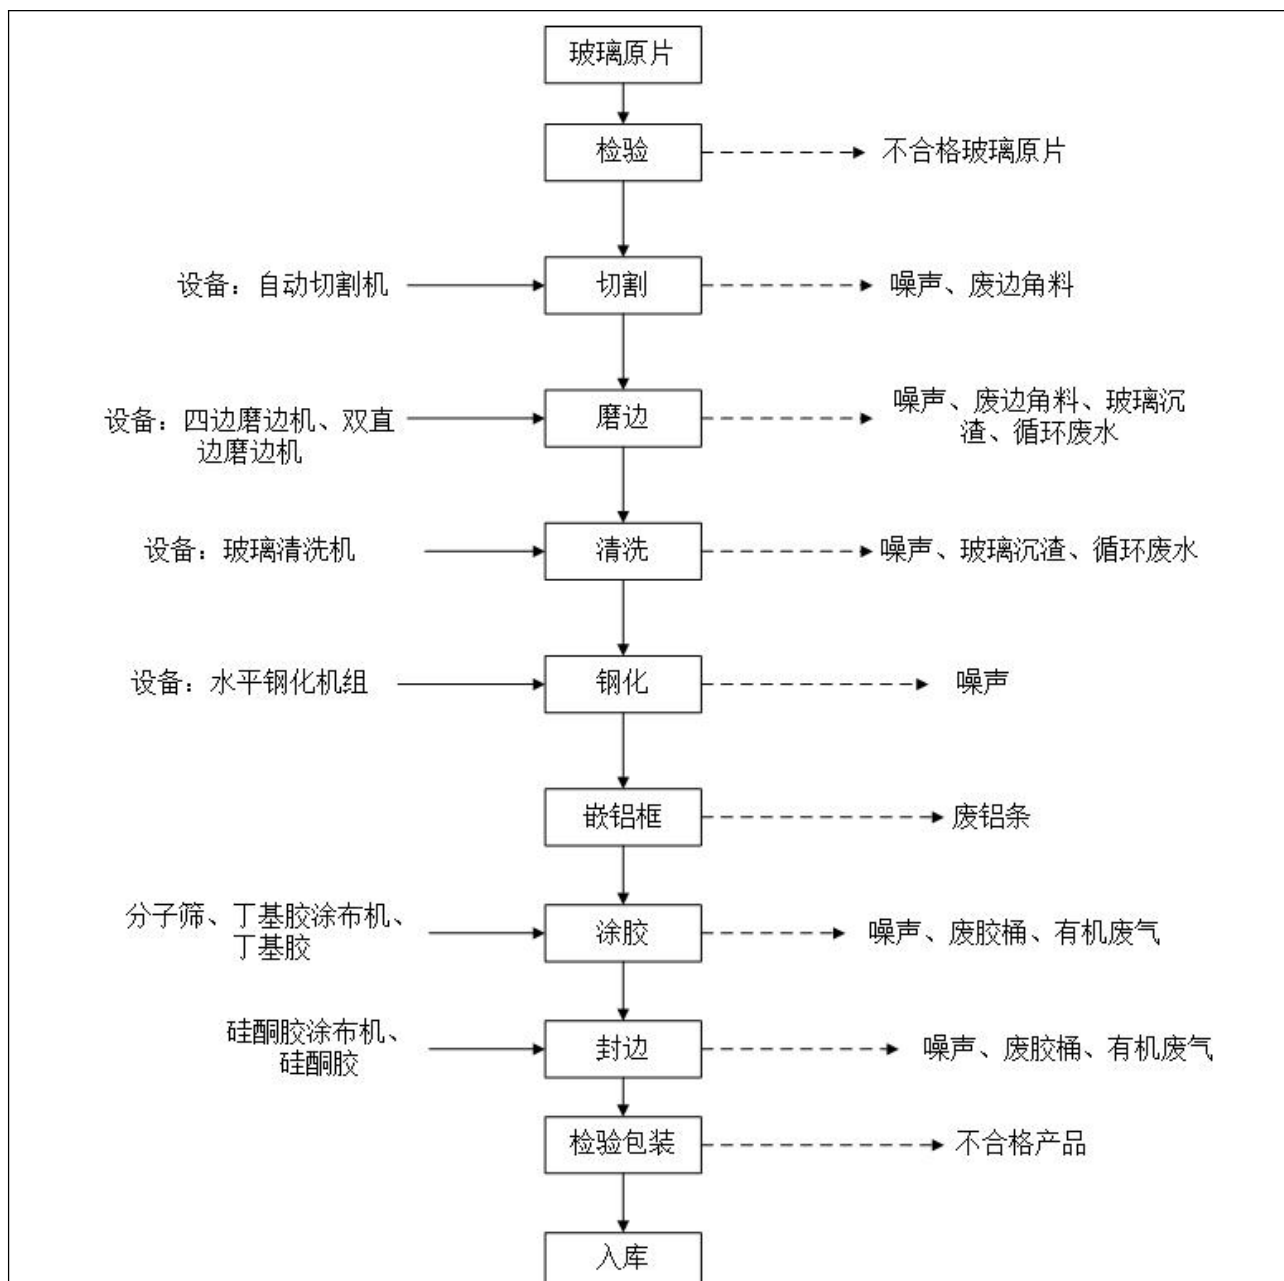 玻璃原片
检验
不合格玻璃原片
设备：自动切割机
切割
噪声、废边角料
设备：四边磨边机、双直
边磨边机
磨边
噪声、废边角料、玻璃沉
渣、循环废水
设备：玻璃清洗机
清洗
噪声、玻璃沉渣、循环废水
设备：水平钢化机组
钢化
噪声
嵌铝框
废铝条
分子筛、丁基胶涂布机、
丁基胶
涂胶
噪声、废胶桶、有机废气
硅酮胶涂布机、
硅酮胶
封边
噪声、废胶桶、有机废气
检验包装
不合格产品
入库